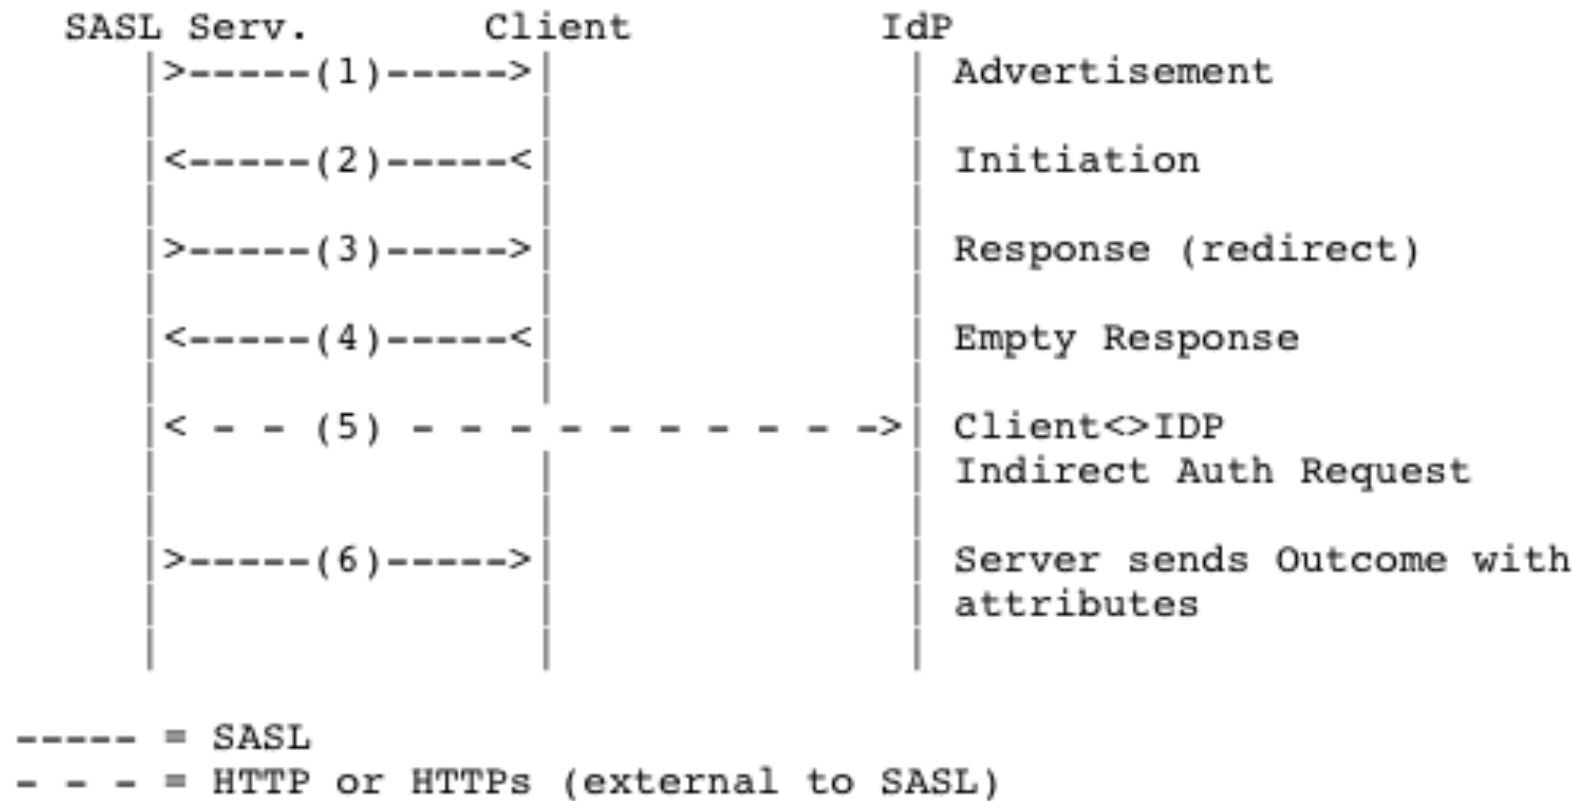 SASL Serv.       Client          IdP
|>-----(1)----->|               | Advertisement
|<-----(2)-----<|               | Initiation
|>-----(3)----->|               | Response (redirect)
|<-----(4)-----<|               | Empty Response
|< - - (5) - - - - - - - - - ->| Client<>IDP
|               |               | Indirect Auth Request
|>-----(6)----->|               | Server sends Outcome with
|               |               | attributes
----- = SASL
- - - = HTTP or HTTPs (external to SASL)